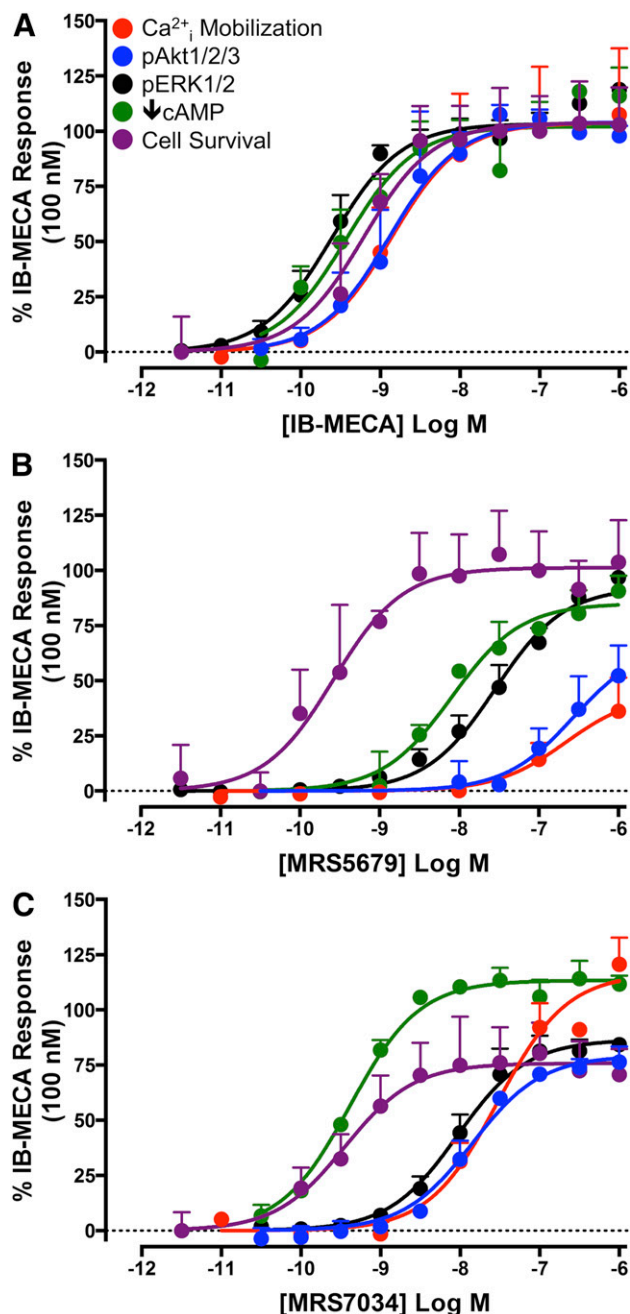 A
Ca²⁺ᵢ Mobilization
pAkt1/2/3
pERK1/2
↓cAMP
Cell Survival
% IB-MECA Response
(100 nM)
150
125
100
75
50
25
0
-12 -11 -10 -9 -8 -7 -6
[IB-MECA] Log M
B
% IB-MECA Response
(100 nM)
150
125
100
75
50
25
0
-12 -11 -10 -9 -8 -7 -6
[MRS5679] Log M
C
% IB-MECA Response
(100 nM)
150
125
100
75
50
25
0
-12 -11 -10 -9 -8 -7 -6
[MRS7034] Log M